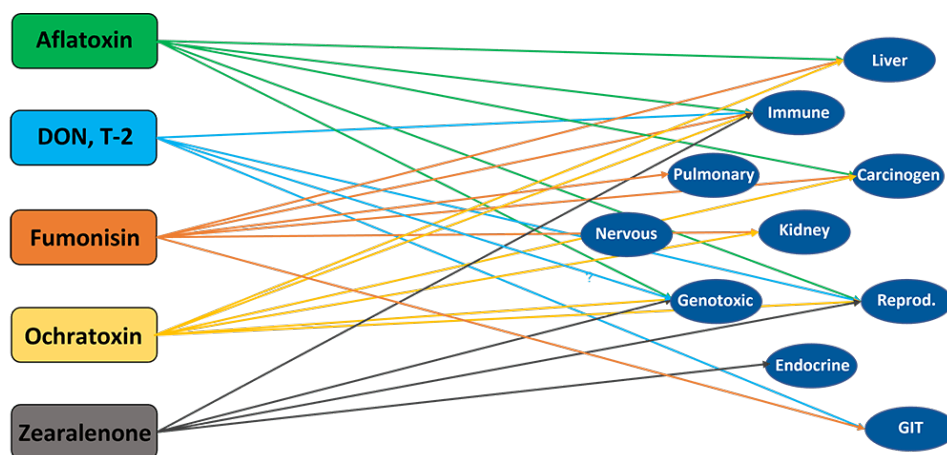 Aflatoxin
DON, T-2
Fumonisin
Ochratoxin
Zearalenone
Liver
Immune
Pulmonary
Carcinogen
Nervous
Kidney
?
Genotoxic
Reprod.
Endocrine
GIT